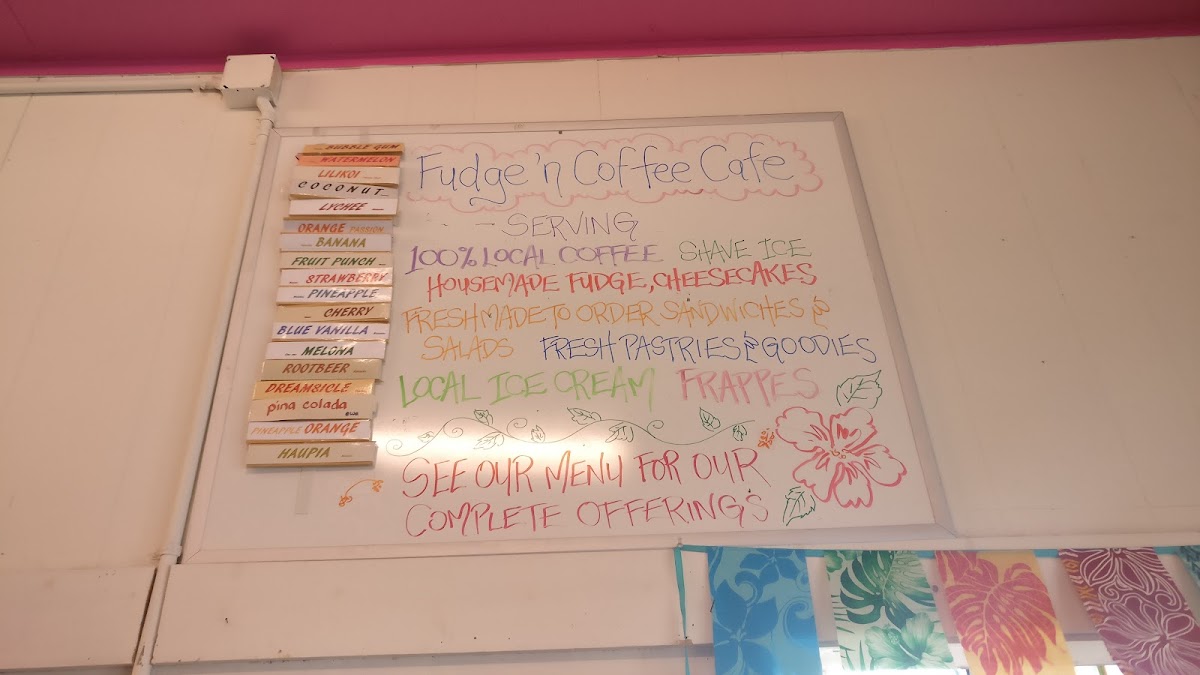 BUBBLE GUM
WATERMELON
LILIKOI
COCONUT
LYCHEE
ORANGE PASSION
BANANA
FRUIT PUNCH
STRAWBERRY
PINEAPPLE
CHERRY
BLUE VANILLA
MELONA
ROOTBEER
DREAMSICLE
pina colada
PINEAPPLE ORANGE
HAUPIA
Fudge 'n Coffee Cafe
SERVING
100% LOCAL COFFEE SHAVE ICE
HOUSEMADE FUDGE, CHEESECAKES
FRESH MADE TO ORDER SANDWICHES &
SALADS FRESH PASTRIES & GOODIES
LOCAL ICE CREAM FRAPPES
SEE OUR MENU FOR OUR
COMPLETE OFFERING'S